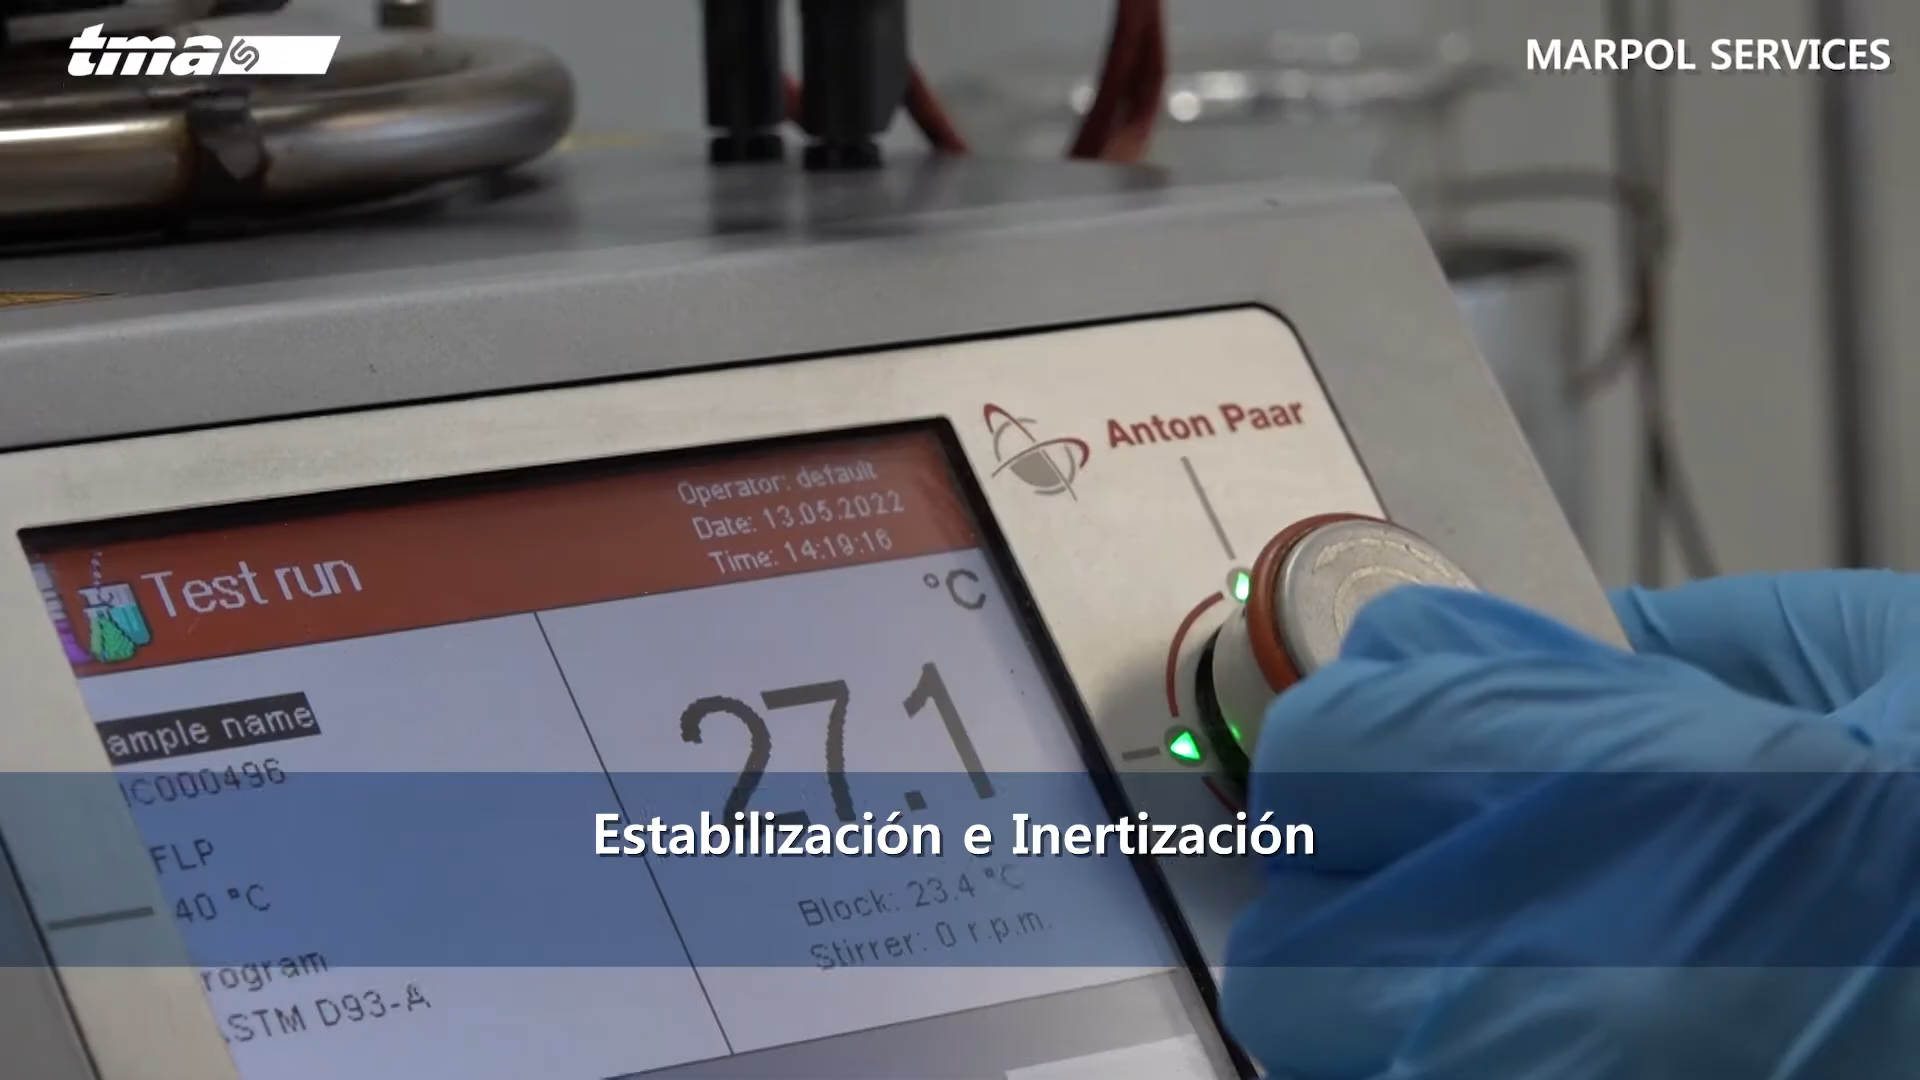 tma
MARPOL SERVICES
Anton Paar
Operator: default
Date: 13.05.2022
Time: 14:19:16
Test run
°C
27.1
ample name
C000496
FLP
40 °C
rogram
STM D93-A
Block: 23.4 °C
Stirrer: 0 r.p.m.
Estabilización e Inertización